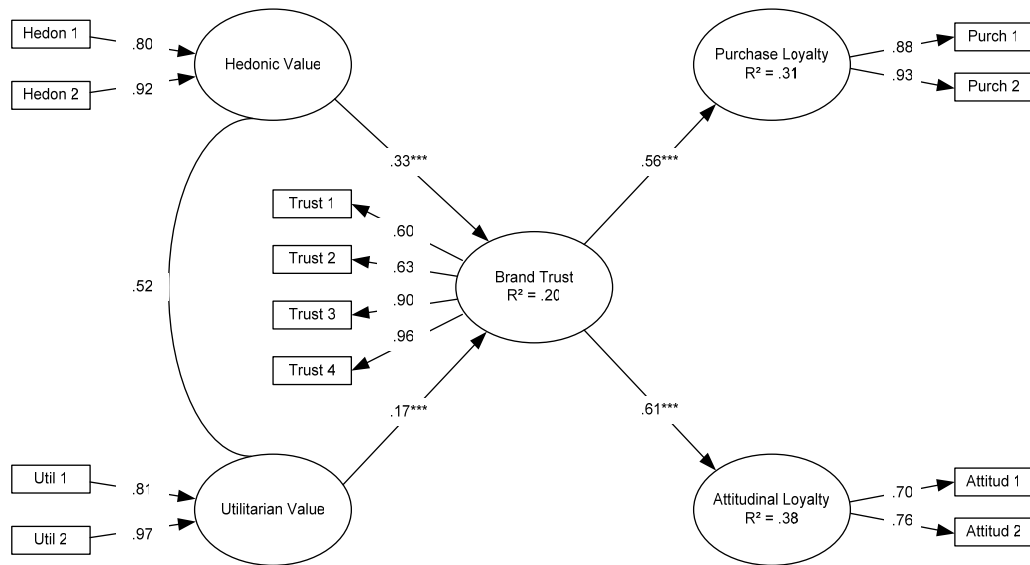 Hedon 1
.80
Hedon 2
.92
Hedonic Value
Purchase Loyalty
R² = .31
.88
Purch 1
.93
Purch 2
.33***
.56***
Trust 1
.60
Trust 2
.63
Trust 3
.90
Trust 4
.96
Brand Trust
R² = .20
.52
.17***
.61***
Util 1
.81
Util 2
.97
Utilitarian Value
Attitudinal Loyalty
R² = .38
.70
Attitud 1
.76
Attitud 2